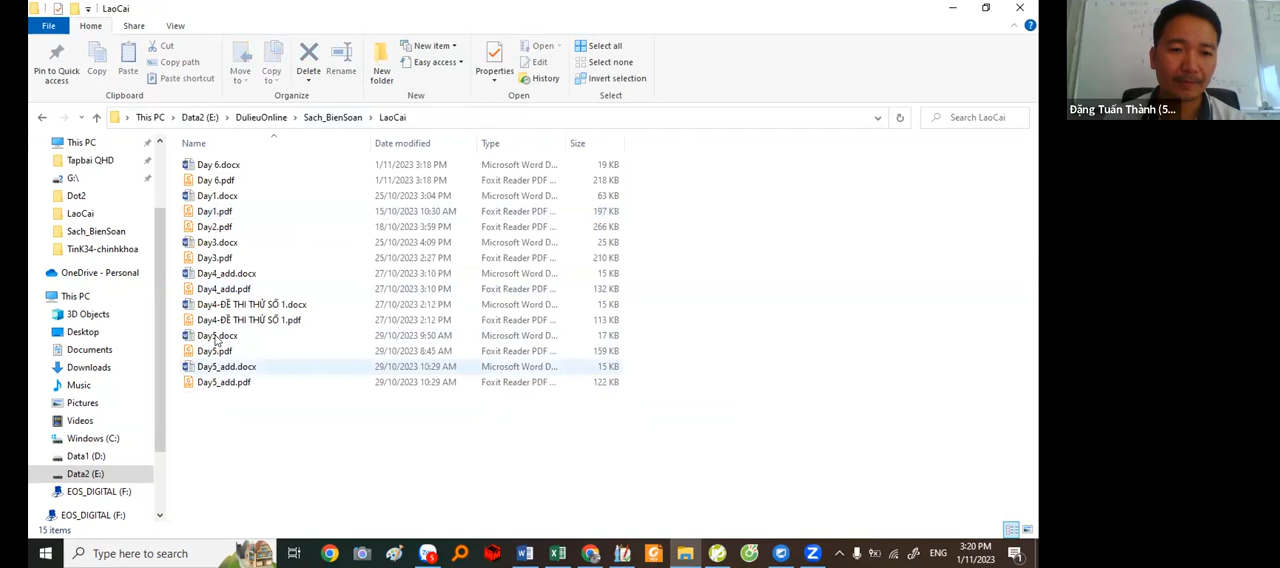 LaoCai
File Home Share View
Pin to Quick access
Copy
Paste
Cut
Copy path
Paste shortcut
Clipboard
Move to
Copy to
Delete
Rename
Organize
New folder
New item
Easy access
New
Properties
Open
Edit
History
Open
Select all
Select none
Invert selection
Select
This PC > Data2 (E:) > DulieuOnline > Sach_BienSoan > LaoCai
Search LaoCai
This PC
Tapbai QHD
G:\
Dot2
LaoCai
Sach_BienSoan
TinK34-chinhkhoa
OneDrive - Personal
This PC
3D Objects
Desktop
Documents
Downloads
Music
Pictures
Videos
Windows (C:)
Data1 (D:)
Data2 (E:)
EOS_DIGITAL (F:)
EOS_DIGITAL (F:)
Name Date modified Type Size
Day 6.docx 1/11/2023 3:18 PM Microsoft Word D... 19 KB
Day 6.pdf 1/11/2023 3:18 PM Foxit Reader PDF ... 218 KB
Day1.docx 25/10/2023 3:04 PM Microsoft Word D... 63 KB
Day1.pdf 15/10/2023 10:30 AM Foxit Reader PDF ... 197 KB
Day2.pdf 18/10/2023 3:59 PM Foxit Reader PDF ... 266 KB
Day3.docx 25/10/2023 4:09 PM Microsoft Word D... 25 KB
Day3.pdf 25/10/2023 2:27 PM Foxit Reader PDF ... 210 KB
Day4_add.docx 27/10/2023 3:10 PM Microsoft Word D... 15 KB
Day4_add.pdf 27/10/2023 3:10 PM Foxit Reader PDF ... 132 KB
Day4-ĐỀ THI THỬ SỐ 1.docx 27/10/2023 2:12 PM Microsoft Word D... 15 KB
Day4-ĐỀ THI THỬ SỐ 1.pdf 27/10/2023 2:12 PM Foxit Reader PDF ... 113 KB
Day5.docx 29/10/2023 9:50 AM Microsoft Word D... 17 KB
Day5.pdf 29/10/2023 8:45 AM Foxit Reader PDF ... 159 KB
Day5_add.docx 29/10/2023 10:29 AM Microsoft Word D... 15 KB
Day5_add.pdf 29/10/2023 10:29 AM Foxit Reader PDF ... 122 KB
15 items
Type here to search
ENG
3:20 PM
1/11/2023
Đặng Tuấn Thành (5...